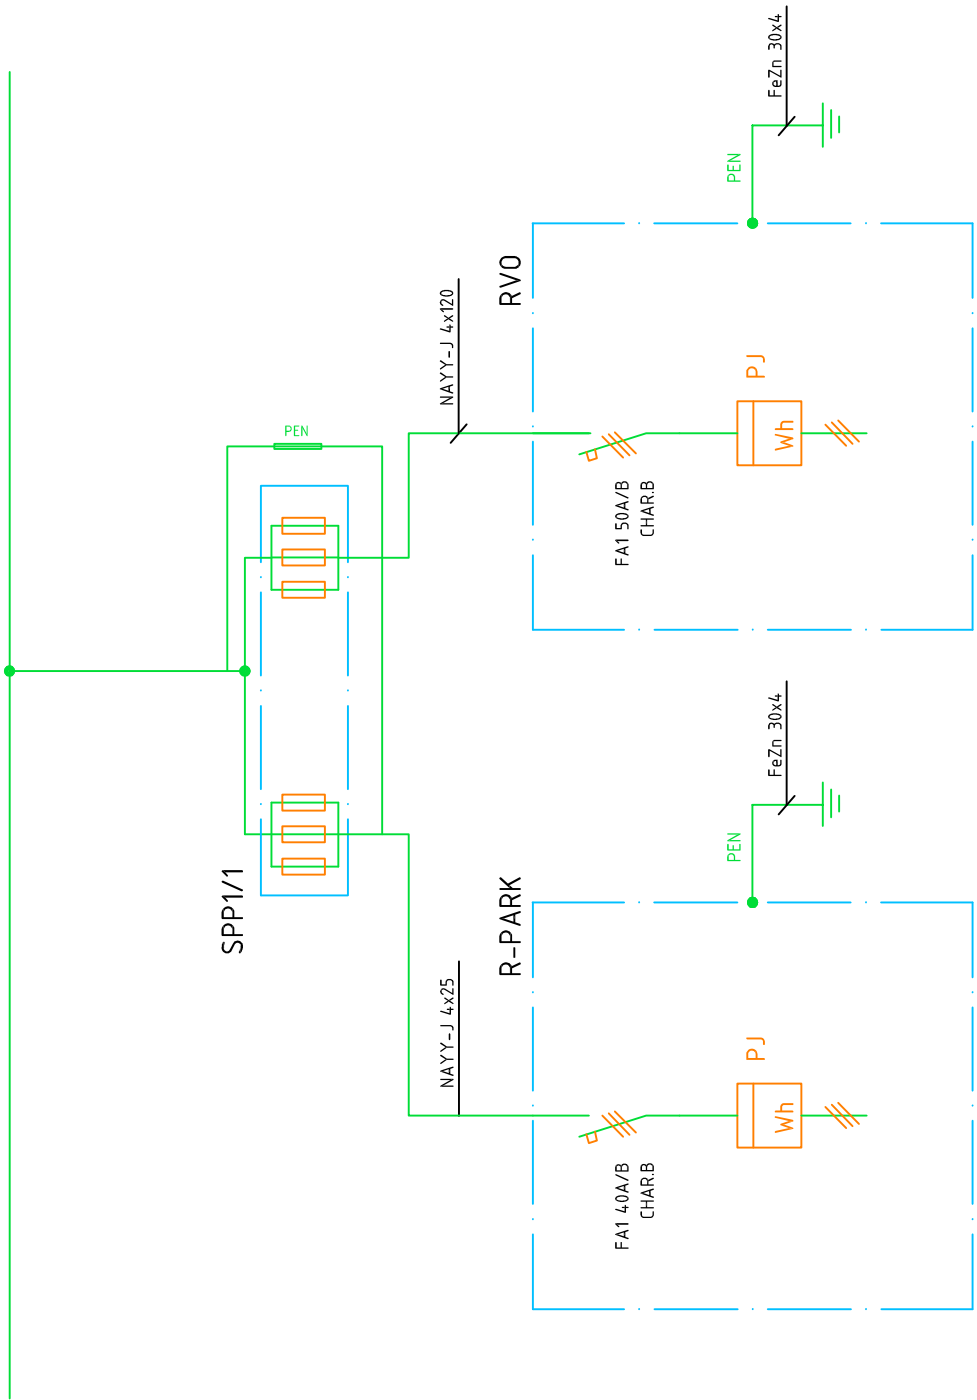 SPP1/1
PEN
NAYY-J 4x25
R-PARK
FA1 40A/B
CHAR.B
PJ
Wh
PEN
FeZn 30x4
NAYY-J 4x120
RVO
FA1 50A/B
CHAR.B
PJ
Wh
PEN
FeZn 30x4